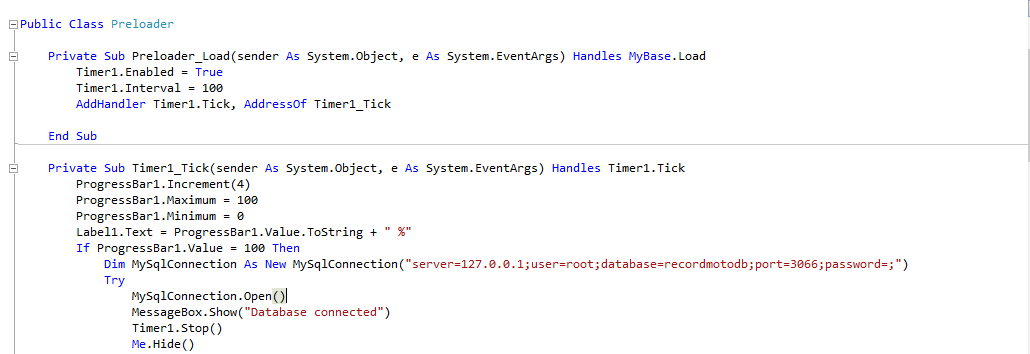 Public Class Preloader
Private Sub Preloader_Load(sender As System.Object, e As System.EventArgs) Handles MyBase.Load
Timer1.Enabled = True
Timer1.Interval = 100
AddHandler Timer1.Tick, AddressOf Timer1_Tick
End Sub
Private Sub Timer1_Tick(sender As System.Object, e As System.EventArgs) Handles Timer1.Tick
ProgressBar1.Increment(4)
ProgressBar1.Maximum = 100
ProgressBar1.Minimum = 0
Label1.Text = ProgressBar1.Value.ToString + " %"
If ProgressBar1.Value = 100 Then
Dim MySqlConnection As New MySqlConnection("server=127.0.0.1;user=root;database=recordmotodb;port=3066;password=;")
Try
MySqlConnection.Open()
MessageBox.Show("Database connected")
Timer1.Stop()
Me.Hide()